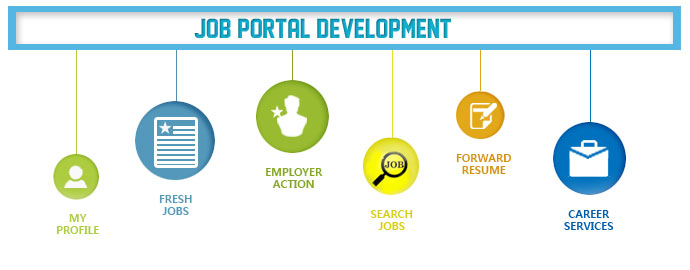 JOB PORTAL DEVELOPMENT
MY
PROFILE
FRESH
JOBS
EMPLOYER
ACTION
JOB
SEARCH
JOBS
FORWARD
RESUME
CAREER
SERVICES